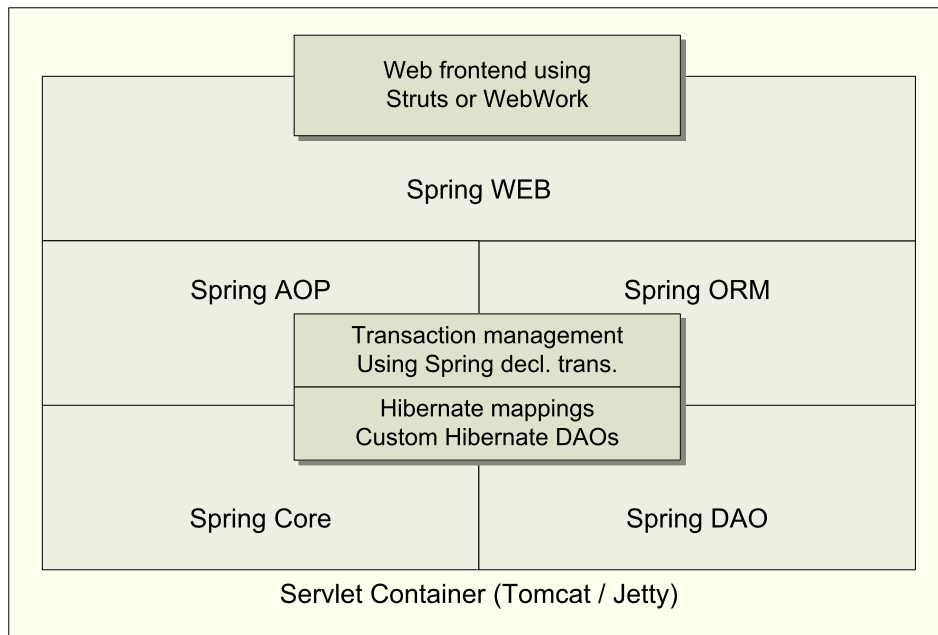 Web frontend using
Struts or WebWork
Spring WEB
Spring AOP
Spring ORM
Transaction management
Using Spring decl. trans.
Hibernate mappings
Custom Hibernate DAOs
Spring Core
Spring DAO
Servlet Container (Tomcat / Jetty)